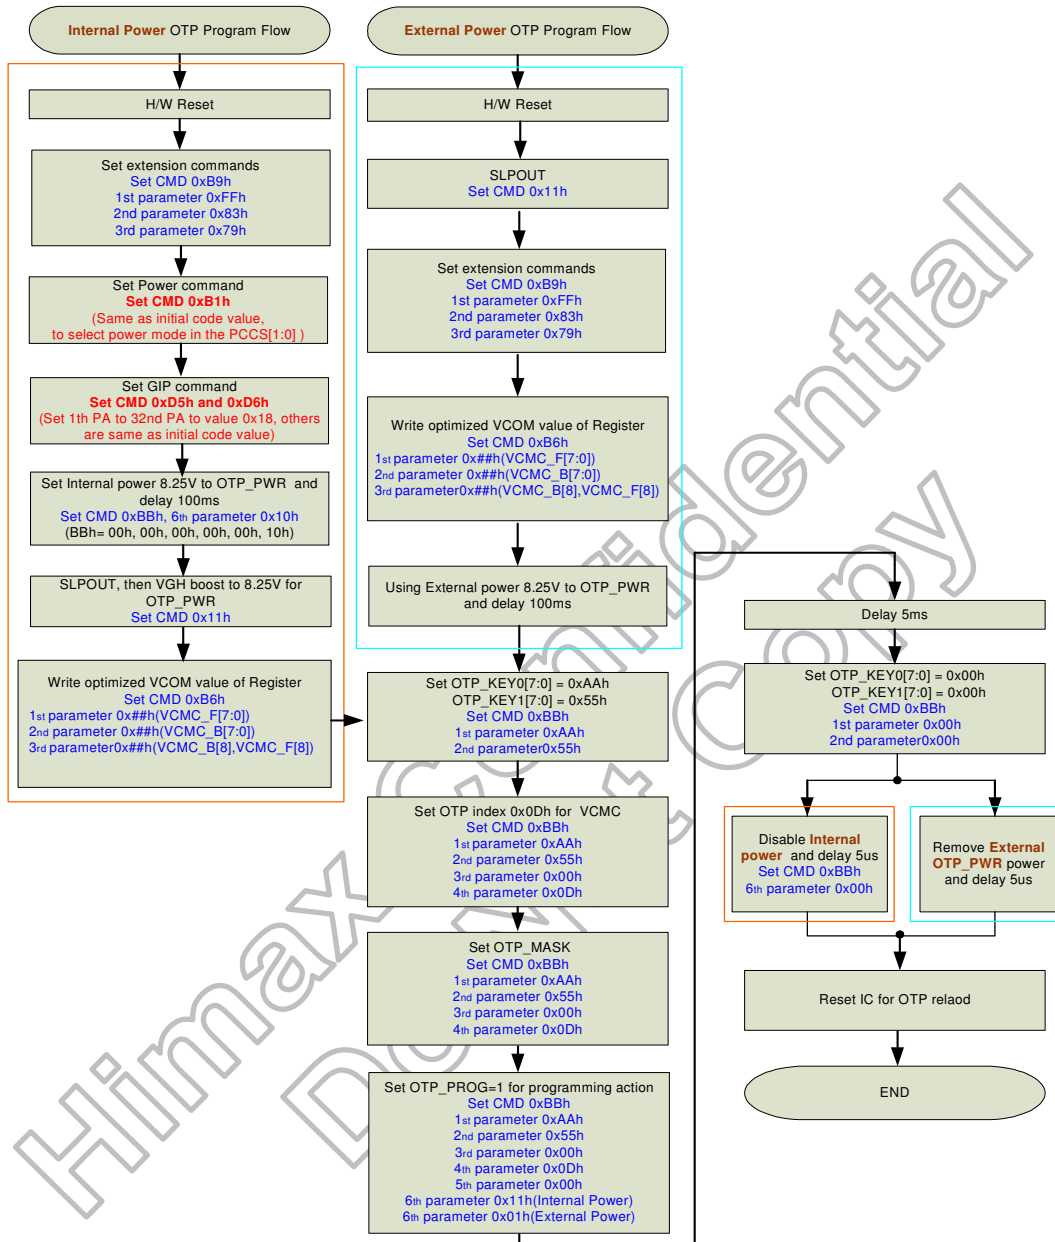 Internal Power OTP Program Flow
H/W Reset
Set extension commands
Set CMD 0xB9h
1st parameter 0xFFh
2nd parameter 0x83h
3rd parameter 0x79h
Set Power command
Set CMD 0xB1h
(Same as initial code value,
to select power mode in the PCCS[1:0] )
Set GIP command
Set CMD 0xD5h and 0xD6h
(Set 1th PA to 32nd PA to value 0x18, others
are same as initial code value)
Set Internal power 8.25V to OTP_PWR and
delay 100ms
Set CMD 0xBBh, 6th parameter 0x10h
(BBh= 00h, 00h, 00h, 00h, 00h, 10h)
SLPOUT, then VGH boost to 8.25V for
OTP_PWR
Set CMD 0x11h
Write optimized VCOM value of Register
Set CMD 0xB6h
1st parameter 0x##h(VCMC_F[7:0])
2nd parameter 0x##h(VCMC_B[7:0])
3rd parameter0x##h(VCMC_B[8],VCMC_F[8])
External Power OTP Program Flow
H/W Reset
SLPOUT
Set CMD 0x11h
Set extension commands
Set CMD 0xB9h
1st parameter 0xFFh
2nd parameter 0x83h
3rd parameter 0x79h
Write optimized VCOM value of Register
Set CMD 0xB6h
1st parameter 0x##h(VCMC_F[7:0])
2nd parameter 0x##h(VCMC_B[7:0])
3rd parameter0x##h(VCMC_B[8],VCMC_F[8])
Using External power 8.25V to OTP_PWR
and delay 100ms
Set OTP_KEY0[7:0] = 0xAAh
OTP_KEY1[7:0] = 0x55h
Set CMD 0xBBh
1st parameter 0xAAh
2nd parameter0x55h
Set OTP index 0x0Dh for VCMC
Set CMD 0xBBh
1st parameter 0xAAh
2nd parameter 0x55h
3rd parameter 0x00h
4th parameter 0x0Dh
Set OTP_MASK
Set CMD 0xBBh
1st parameter 0xAAh
2nd parameter 0x55h
3rd parameter 0x00h
4th parameter 0x0Dh
Set OTP_PROG=1 for programming action
Set CMD 0xBBh
1st parameter 0xAAh
2nd parameter 0x55h
3rd parameter 0x00h
4th parameter 0x0Dh
5th parameter 0x00h
6th parameter 0x11h(Internal Power)
6th parameter 0x01h(External Power)
Delay 5ms
Set OTP_KEY0[7:0] = 0x00h
OTP_KEY1[7:0] = 0x00h
Set CMD 0xBBh
1st parameter 0x00h
2nd parameter0x00h
Disable Internal
power and delay 5us
Set CMD 0xBBh
6th parameter 0x00h
Remove External
OTP_PWR power
and delay 5us
Reset IC for OTP relaod
END
Himax Confidential
Do Not Copy